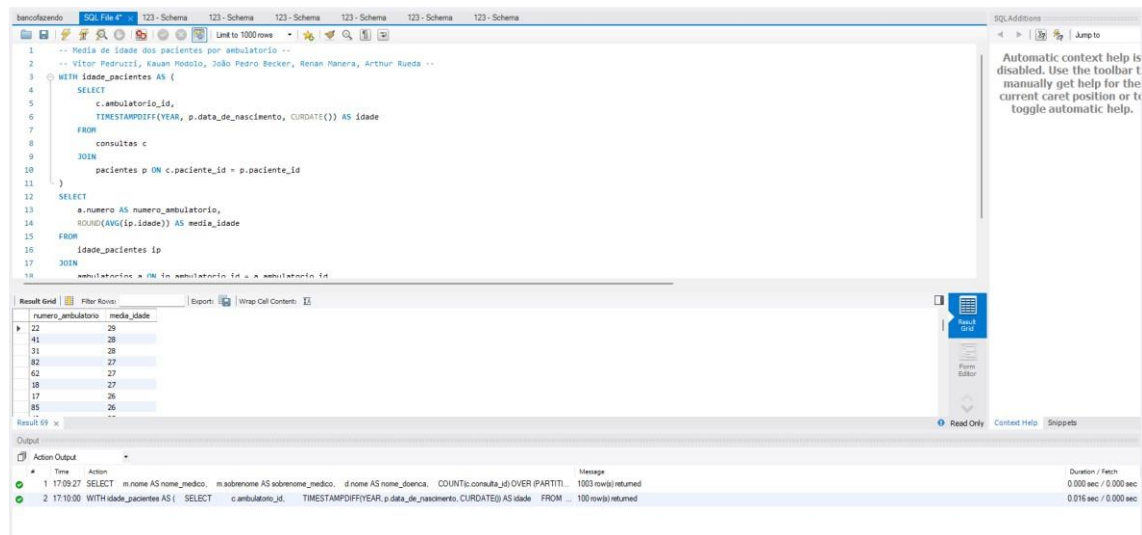 bancofazendo SQL File 4* × 123 - Schema 123 - Schema 123 - Schema 123 - Schema 123 - Schema 123 - Schema
SQLAdditions
Limit to 1000 rows
Jump to
1 -- Media de idade dos pacientes por ambulatorio --
2 -- Vitor Pedruzzi, Kauan Modolo, João Pedro Becker, Renan Manera, Arthur Rueda --
3 WITH idade_pacientes AS (
4 SELECT
5 c.ambulatorio_id,
6 TIMESTAMPDIFF(YEAR, p.data_de_nascimento, CURDATE()) AS idade
7 FROM
8 consultas c
9 JOIN
10 pacientes p ON c.paciente_id = p.paciente_id
11 )
12 SELECT
13 a.numero AS numero_ambulatorio,
14 ROUND(AVG(ip.idade)) AS media_idade
15 FROM
16 idade_pacientes ip
17 JOIN
18 ambulatorios a ON ip.ambulatorio_id = a.ambulatorio_id
Automatic context help is
disabled. Use the toolbar t
manually get help for the
current caret position or to
toggle automatic help.
Result Grid Filter Rows: Export: Wrap Cell Content:
numero_ambulatorio media_idade
22 29
41 28
31 28
82 27
62 27
18 27
17 26
85 26
Result
Grid
Form
Editor
Result 69 × Read Only Context Help Snippets
Output
Action Output
# Time Action Message Duration / Fetch
1 17:09:27 SELECT m.nome AS nome_medico, m.sobrenome AS sobrenome_medico, d.nome AS nome_doenca, COUNT(c.consulta_id) OVER (PARTITI... 1003 row(s) returned 0.000 sec / 0.000 sec
2 17:10:00 WITH idade_pacientes AS ( SELECT c.ambulatorio_id, TIMESTAMPDIFF(YEAR, p.data_de_nascimento, CURDATE()) AS idade FROM ... 100 row(s) returned 0.016 sec / 0.000 sec